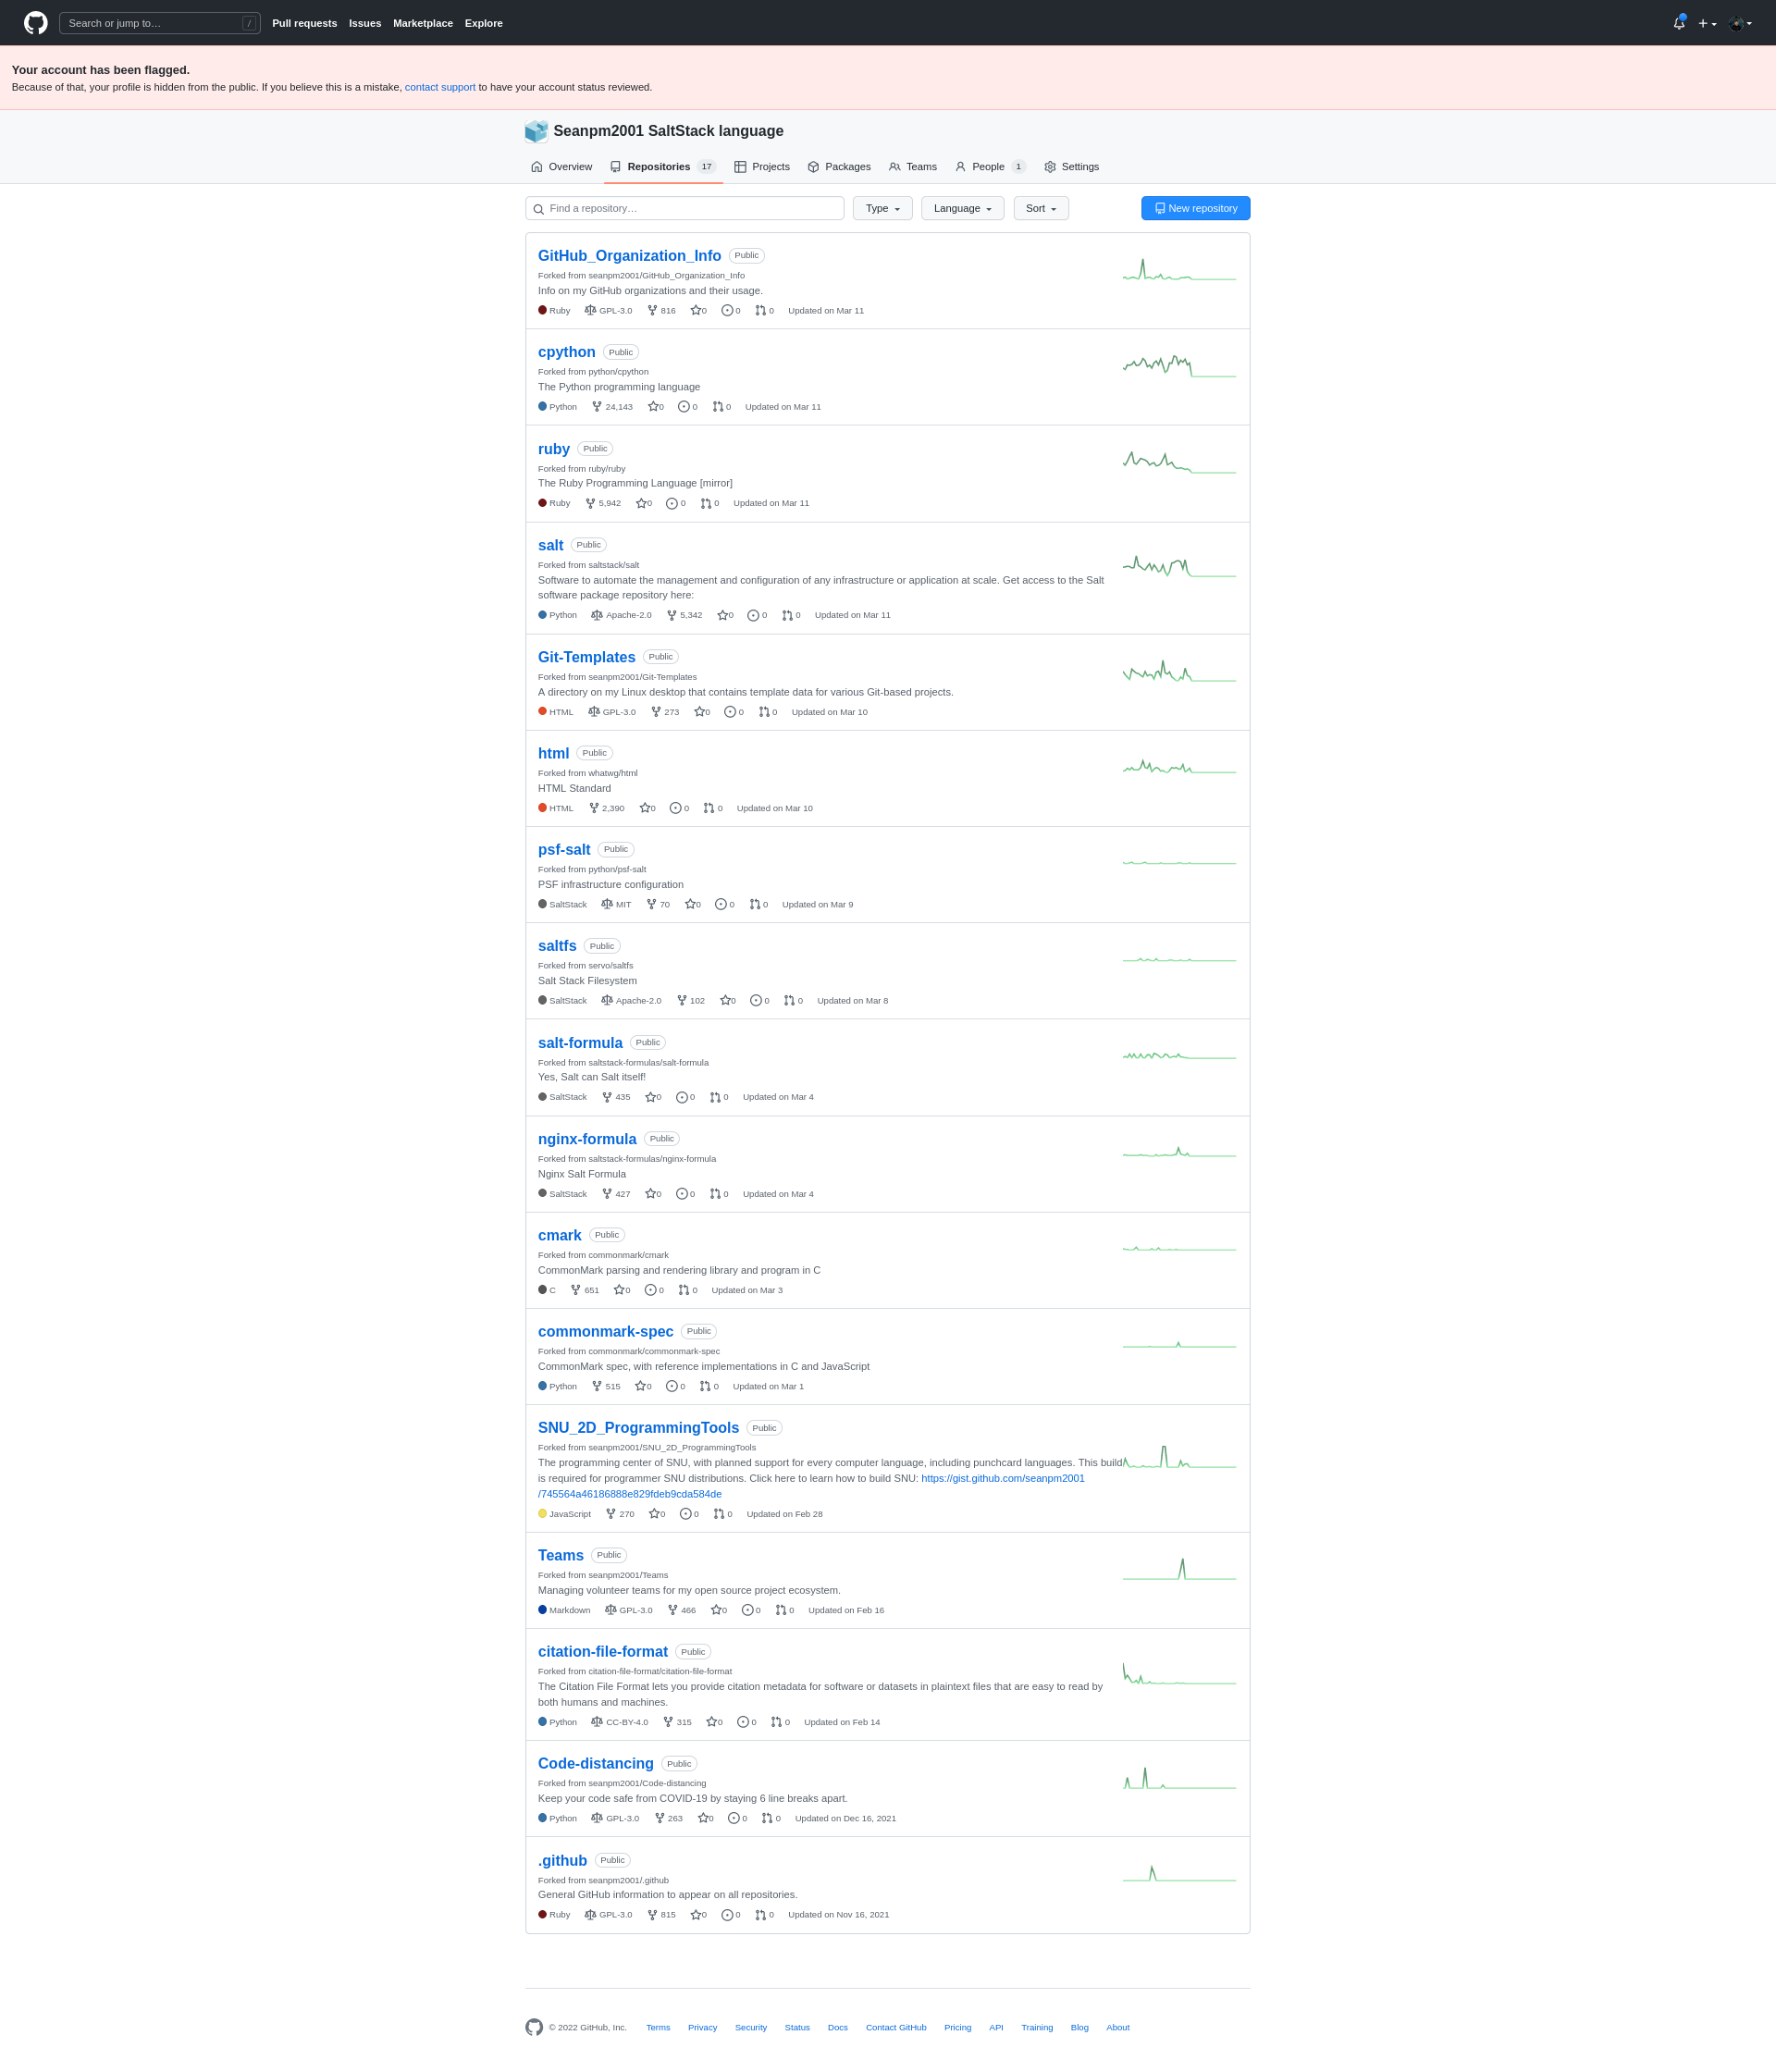 Search or jump to…
/
Pull requests Issues Marketplace Explore
Your account has been flagged.
Because of that, your profile is hidden from the public. If you believe this is a mistake, contact support to have your account status reviewed.
Seanpm2001 SaltStack language
Overview Repositories 17 Projects Packages Teams People 1 Settings
Find a repository… Type Language Sort New repository
GitHub_Organization_Info Public
Forked from seanpm2001/GitHub_Organization_Info
Info on my GitHub organizations and their usage.
Ruby GPL-3.0 816 0 0 0 Updated on Mar 11
cpython Public
Forked from python/cpython
The Python programming language
Python 24,143 0 0 0 Updated on Mar 11
ruby Public
Forked from ruby/ruby
The Ruby Programming Language [mirror]
Ruby 5,942 0 0 0 Updated on Mar 11
salt Public
Forked from saltstack/salt
Software to automate the management and configuration of any infrastructure or application at scale. Get access to the Salt
software package repository here:
Python Apache-2.0 5,342 0 0 0 Updated on Mar 11
Git-Templates Public
Forked from seanpm2001/Git-Templates
A directory on my Linux desktop that contains template data for various Git-based projects.
HTML GPL-3.0 273 0 0 0 Updated on Mar 10
html Public
Forked from whatwg/html
HTML Standard
HTML 2,390 0 0 0 Updated on Mar 10
psf-salt Public
Forked from python/psf-salt
PSF infrastructure configuration
SaltStack MIT 70 0 0 0 Updated on Mar 9
saltfs Public
Forked from servo/saltfs
Salt Stack Filesystem
SaltStack Apache-2.0 102 0 0 0 Updated on Mar 8
salt-formula Public
Forked from saltstack-formulas/salt-formula
Yes, Salt can Salt itself!
SaltStack 435 0 0 0 Updated on Mar 4
nginx-formula Public
Forked from saltstack-formulas/nginx-formula
Nginx Salt Formula
SaltStack 427 0 0 0 Updated on Mar 4
cmark Public
Forked from commonmark/cmark
CommonMark parsing and rendering library and program in C
C 651 0 0 0 Updated on Mar 3
commonmark-spec Public
Forked from commonmark/commonmark-spec
CommonMark spec, with reference implementations in C and JavaScript
Python 515 0 0 0 Updated on Mar 1
SNU_2D_ProgrammingTools Public
Forked from seanpm2001/SNU_2D_ProgrammingTools
The programming center of SNU, with planned support for every computer language, including punchcard languages. This build
is required for programmer SNU distributions. Click here to learn how to build SNU: https://gist.github.com/seanpm2001
/745564a46186888e829fdeb9cda584de
JavaScript 270 0 0 0 Updated on Feb 28
Teams Public
Forked from seanpm2001/Teams
Managing volunteer teams for my open source project ecosystem.
Markdown GPL-3.0 466 0 0 0 Updated on Feb 16
citation-file-format Public
Forked from citation-file-format/citation-file-format
The Citation File Format lets you provide citation metadata for software or datasets in plaintext files that are easy to read by
both humans and machines.
Python CC-BY-4.0 315 0 0 0 Updated on Feb 14
Code-distancing Public
Forked from seanpm2001/Code-distancing
Keep your code safe from COVID-19 by staying 6 line breaks apart.
Python GPL-3.0 263 0 0 0 Updated on Dec 16, 2021
.github Public
Forked from seanpm2001/.github
General GitHub information to appear on all repositories.
Ruby GPL-3.0 815 0 0 0 Updated on Nov 16, 2021
© 2022 GitHub, Inc. Terms Privacy Security Status Docs Contact GitHub Pricing API Training Blog About